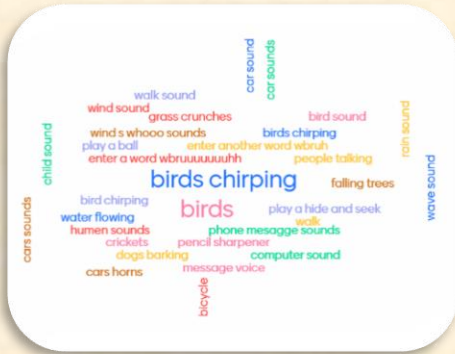 car sound
car sounds
walk sound
wind sound
grass crunches
bird sound
rain sound
child sound
wind s whooo sounds
birds chirping
play a ball
enter another word wbruh
enter a word wbruuuuuuuhh
people talking
wave sound
birds chirping
falling trees
bird chirping
birds
play a hide and seek
cars sounds
water flowing
walk
humen sounds
phone mesagge sounds
crickets
pencil sharpener
dogs barking
computer sound
cars horns
message voice
bicycle